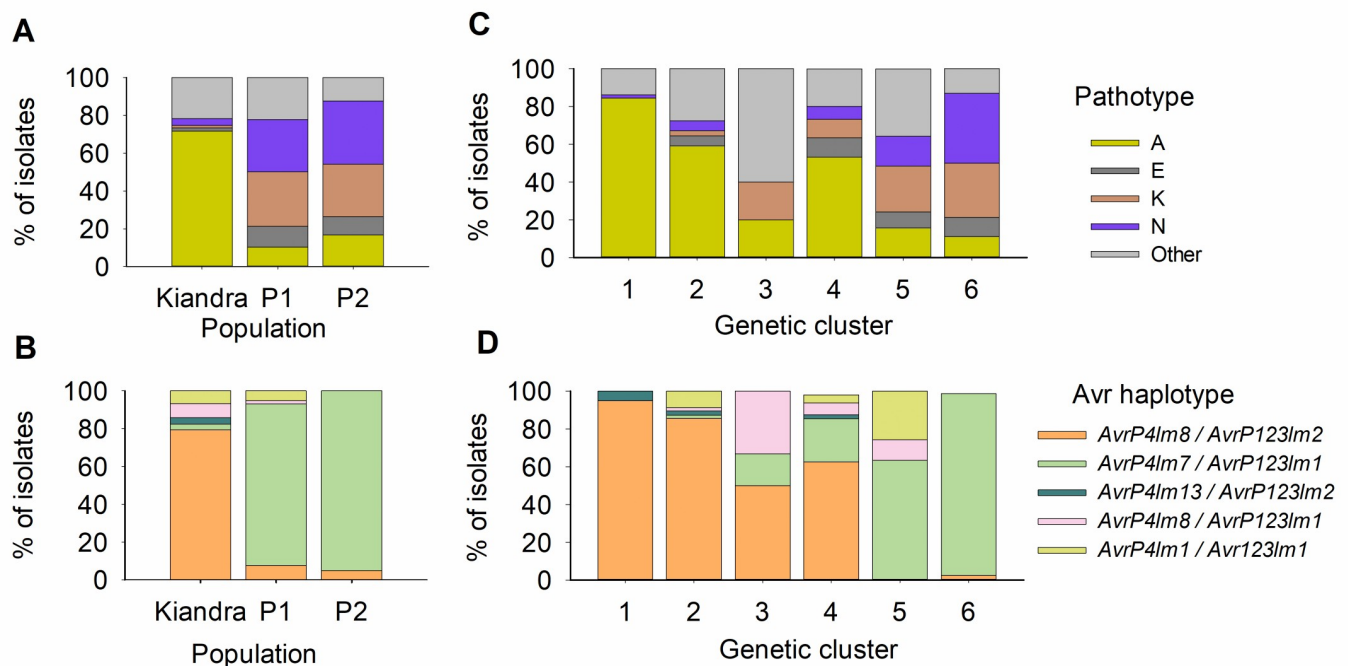 A
% of isolates
100
80
60
40
20
0
Kiandra P1 P2
Population
C
% of isolates
100
80
60
40
20
0
1 2 3 4 5 6
Genetic cluster
Pathotype
A
E
K
N
Other
B
% of isolates
100
80
60
40
20
0
Kiandra P1 P2
Population
D
% of isolates
100
80
60
40
20
0
1 2 3 4 5 6
Genetic cluster
Avr haplotype
AvrP4lm8 / AvrP123lm2
AvrP4lm7 / AvrP123lm1
AvrP4lm13 / AvrP123lm2
AvrP4lm8 / AvrP123lm1
AvrP4lm1 / Avr123lm1